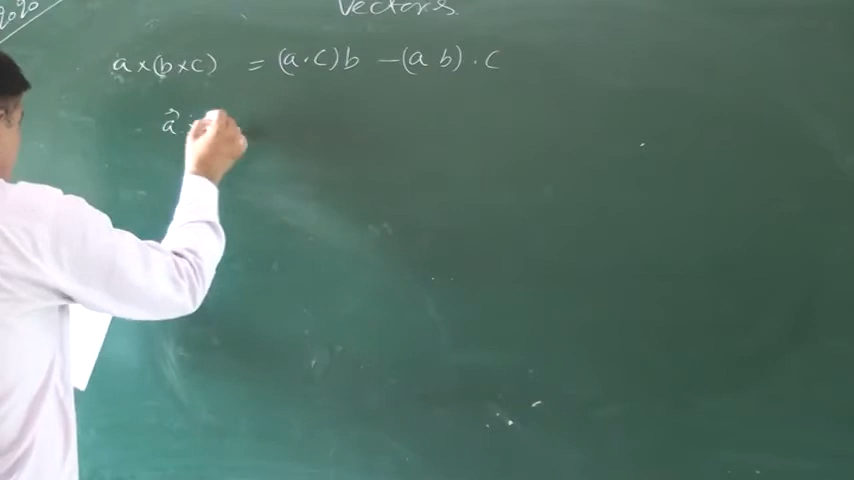 Vectors
a×(b×c) = (a·c)b −(a b)·c
a⃗